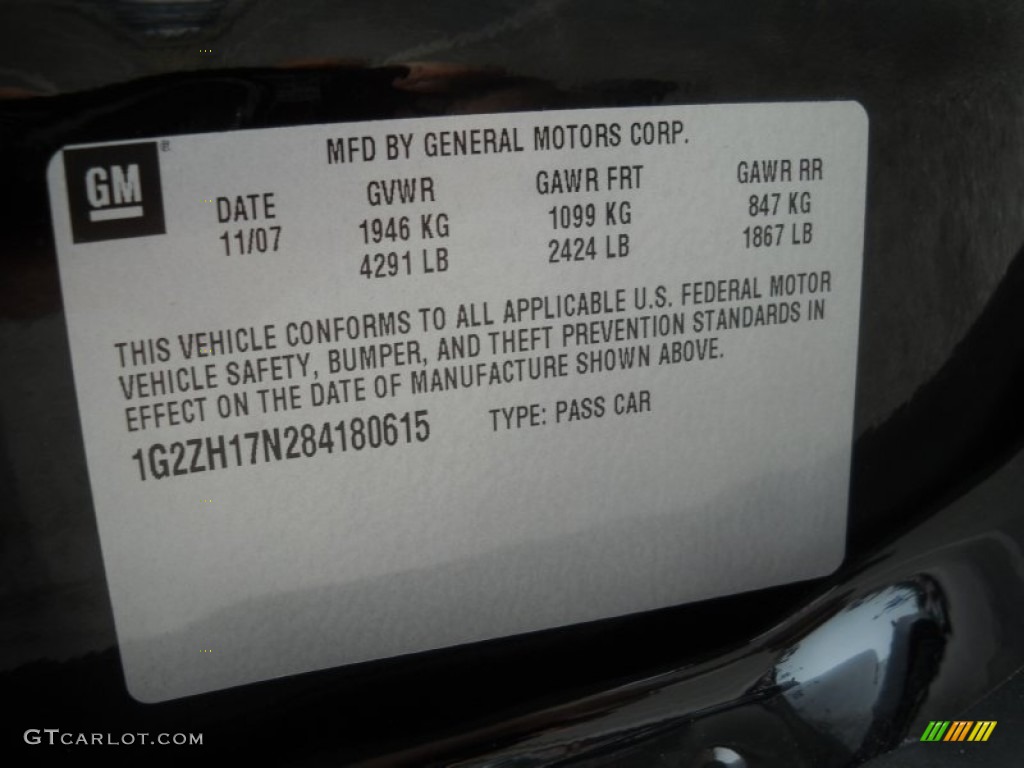 MFD BY GENERAL MOTORS CORP.
GM ®
DATE GVWR GAWR FRT GAWR RR
11/07 1946 KG 1099 KG 847 KG
4291 LB 2424 LB 1867 LB
THIS VEHICLE CONFORMS TO ALL APPLICABLE U.S. FEDERAL MOTOR
VEHICLE SAFETY, BUMPER, AND THEFT PREVENTION STANDARDS IN
EFFECT ON THE DATE OF MANUFACTURE SHOWN ABOVE.
1G2ZH17N284180615 TYPE: PASS CAR
GTCARLOT.COM